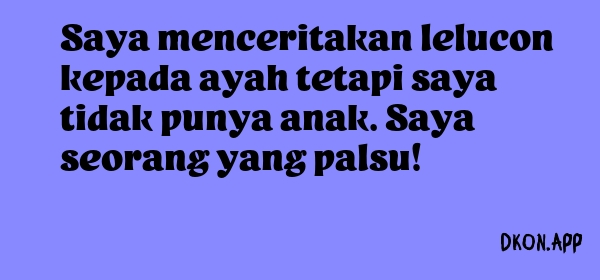 Saya menceritakan lelucon
kepada ayah tetapi saya
tidak punya anak. Saya
seorang yang palsu!
DKON.APP